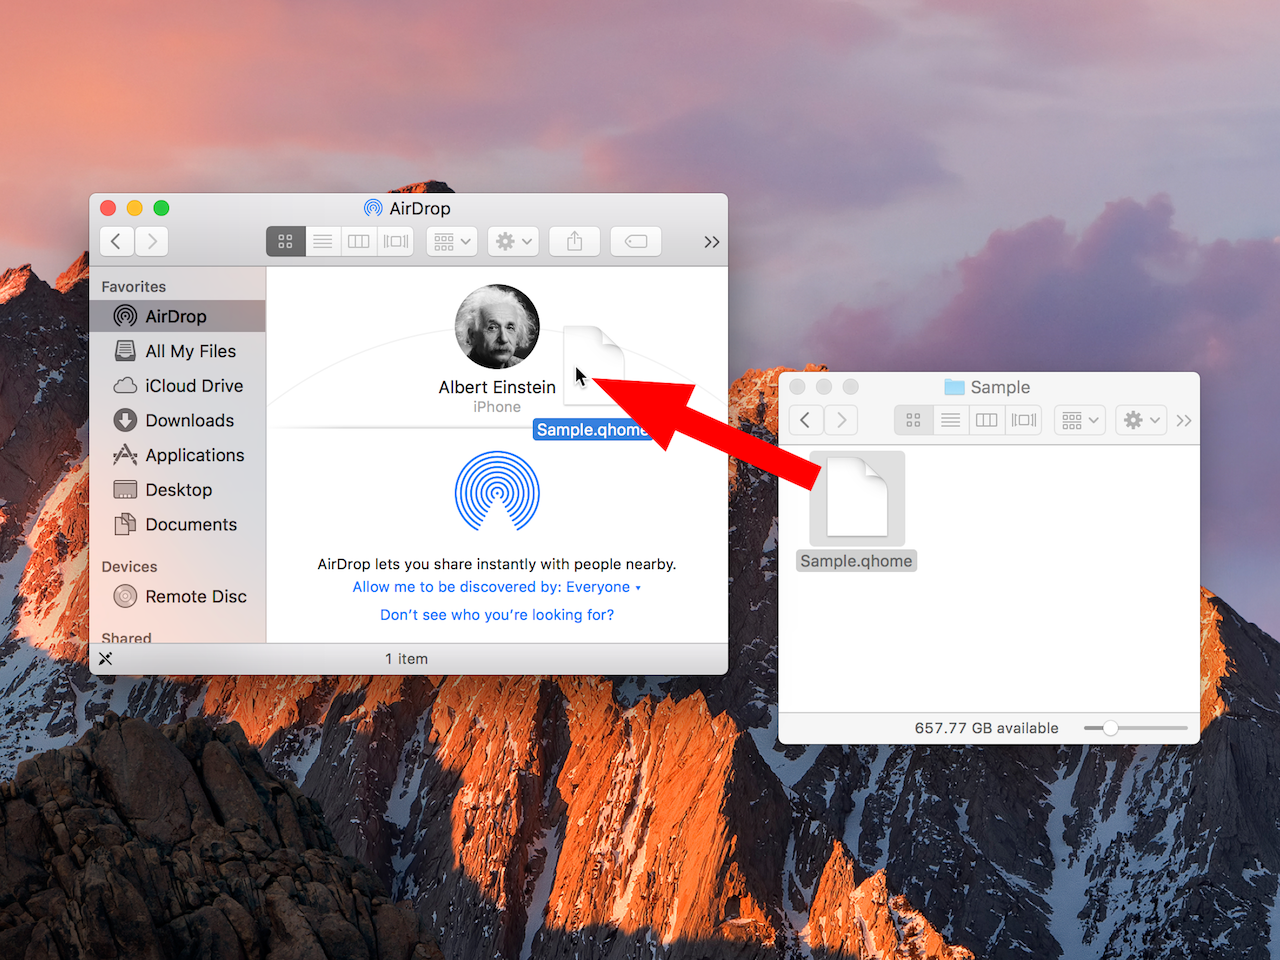 AirDrop
Favorites
AirDrop
All My Files
iCloud Drive
Downloads
Applications
Desktop
Documents
Devices
Remote Disc
Shared
Albert Einstein
iPhone
Sample.qhome
AirDrop lets you share instantly with people nearby.
Allow me to be discovered by: Everyone
Don't see who you're looking for?
1 item
Sample
Sample.qhome
657.77 GB available